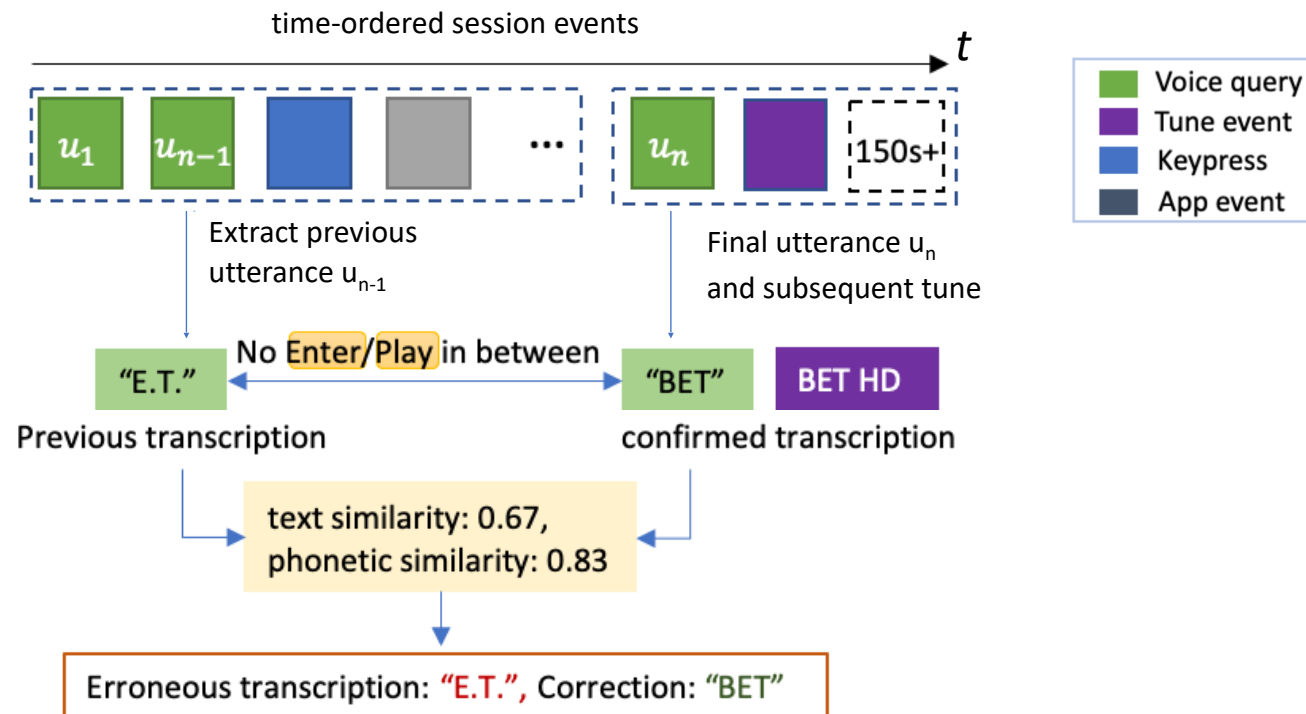 time-ordered session events
t
u1
un−1
...
un
150s+
Voice query
Tune event
Keypress
App event
Extract previous
utterance un-1
Final utterance un
and subsequent tune
No Enter/Play in between
“E.T.”
“BET”
BET HD
Previous transcription
confirmed transcription
text similarity: 0.67,
phonetic similarity: 0.83
Erroneous transcription: “E.T.”, Correction: “BET”